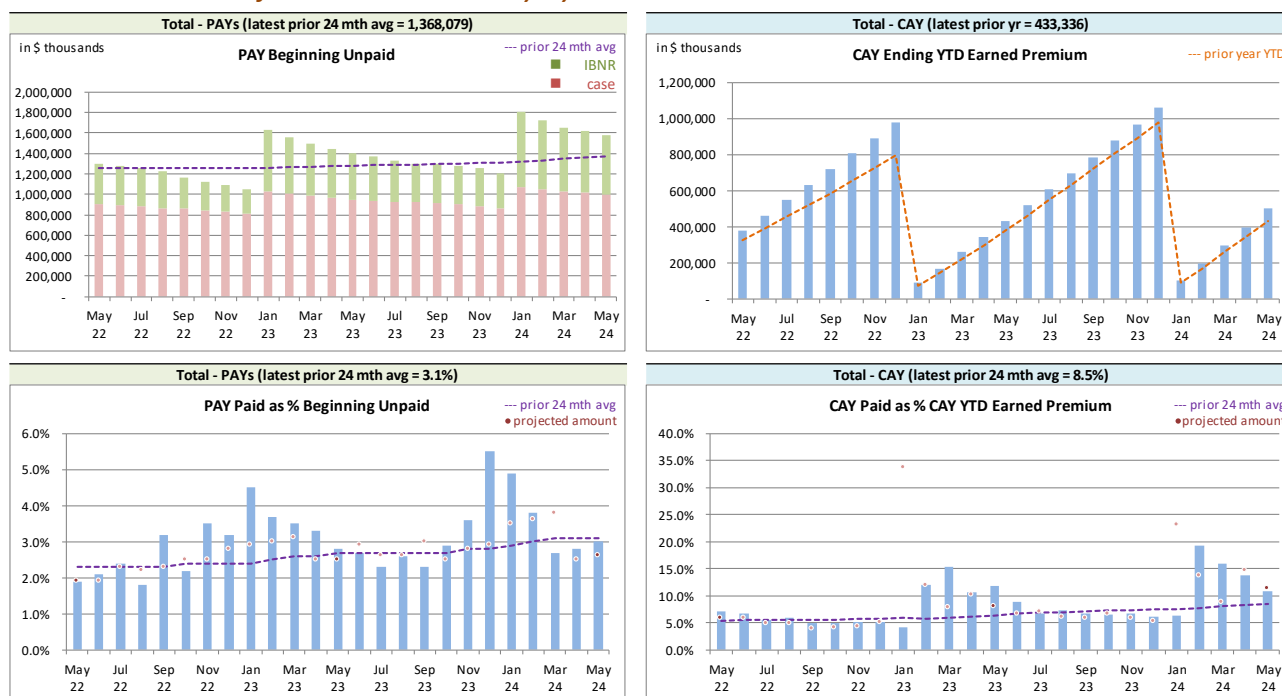 Total - PAYs (latest prior 24 mth avg = 1,368,079)
in $ thousands
PAY Beginning Unpaid
--- prior 24 mth avg
IBNR
case
2,000,000
1,800,000
1,600,000
1,400,000
1,200,000
1,000,000
800,000
600,000
400,000
200,000
-
May Jul Sep Nov Jan Mar May Jul Sep Nov Jan Mar May
22 22 22 22 23 23 23 23 23 23 24 24 24
Total - CAY (latest prior yr = 433,336)
in $ thousands
CAY Ending YTD Earned Premium
--- prior year YTD
1,200,000
1,000,000
800,000
600,000
400,000
200,000
-
May Jul Sep Nov Jan Mar May Jul Sep Nov Jan Mar May
22 22 22 22 23 23 23 23 23 23 24 24 24
Total - PAYs (latest prior 24 mth avg = 3.1%)
PAY Paid as % Beginning Unpaid
--- prior 24 mth avg
• projected amount
6.0%
5.0%
4.0%
3.0%
2.0%
1.0%
0.0%
May Jul Sep Nov Jan Mar May Jul Sep Nov Jan Mar May
22 22 22 22 23 23 23 23 23 23 24 24 24
Total - CAY (latest prior 24 mth avg = 8.5%)
CAY Paid as % CAY YTD Earned Premium
--- prior 24 mth avg
• projected amount
40.0%
35.0%
30.0%
25.0%
20.0%
15.0%
10.0%
5.0%
0.0%
May Jul Sep Nov Jan Mar May Jul Sep Nov Jan Mar May
22 22 22 22 23 23 23 23 23 23 24 24 24